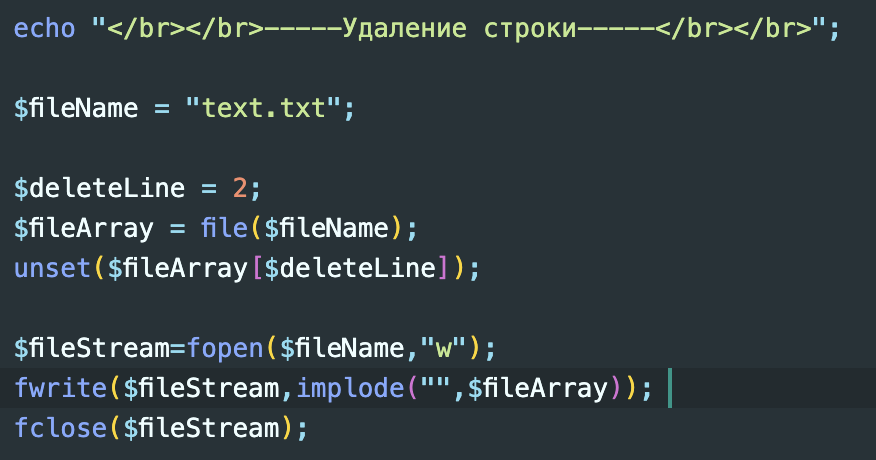 echo "</br></br>-----Удаление строки-----</br></br>";
$fileName = "text.txt";
$deleteLine = 2;
$fileArray = file($fileName);
unset($fileArray[$deleteLine]);
$fileStream=fopen($fileName,"w");
fwrite($fileStream,implode("",$fileArray));
fclose($fileStream);